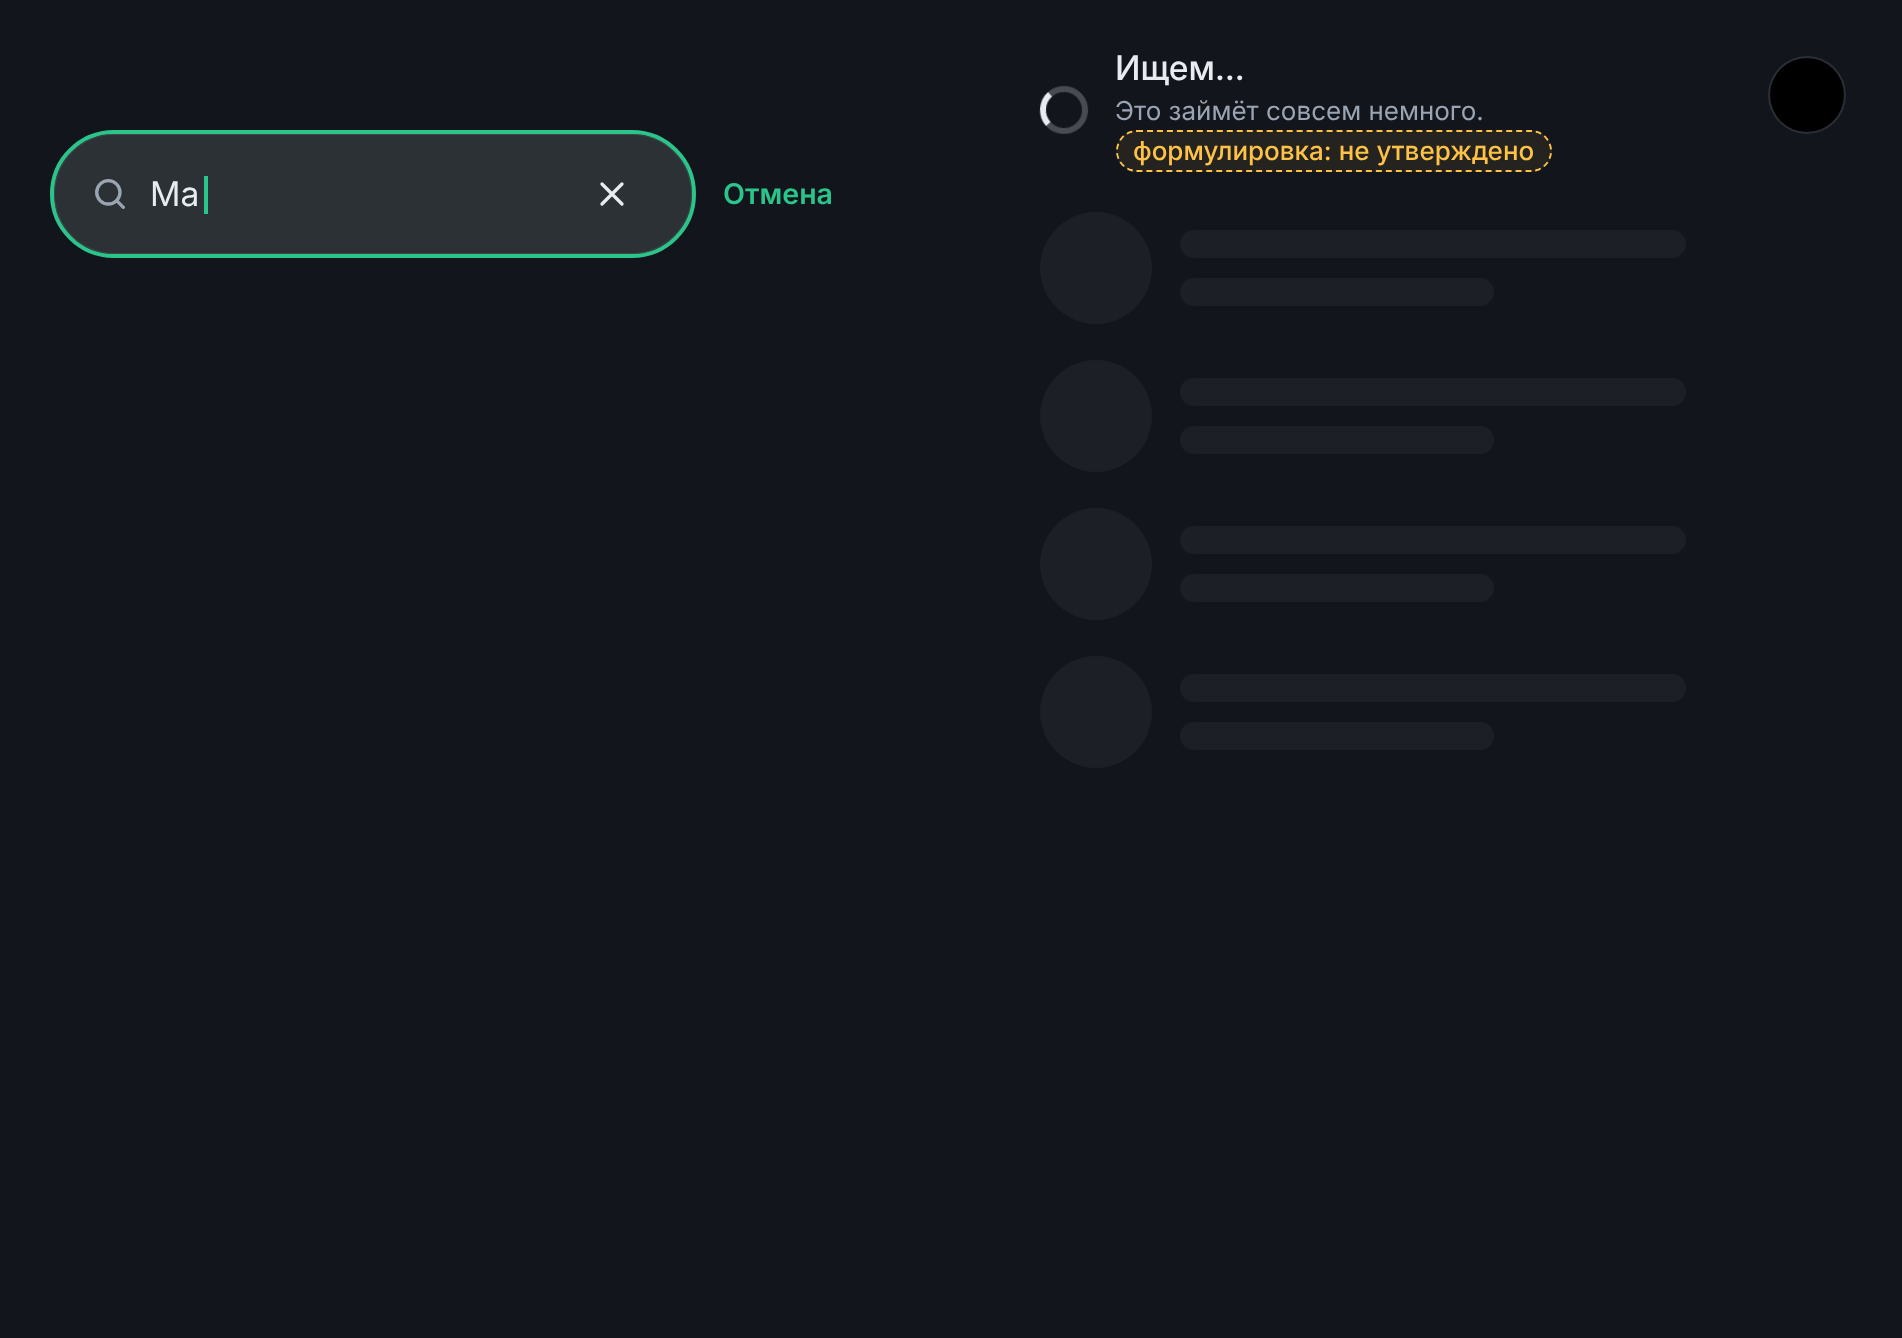 Ма
Отмена
Ищем...
Это займёт совсем немного.
формулировка: не утверждено